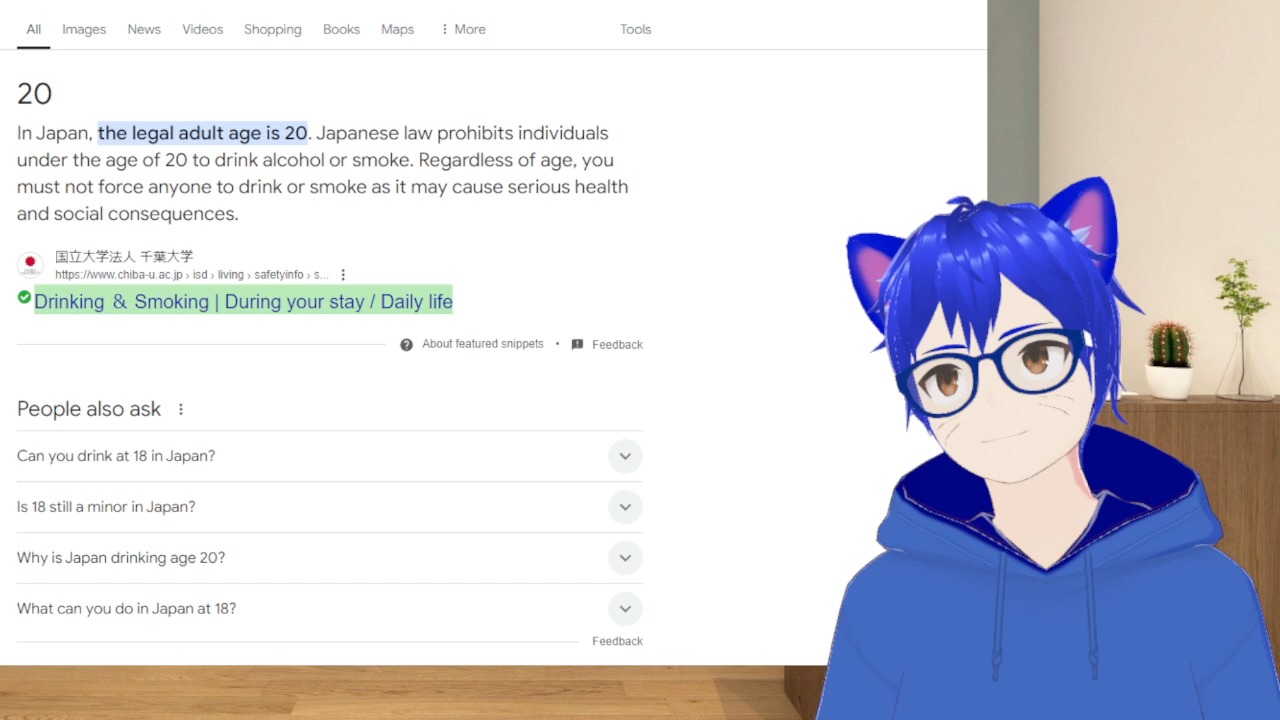 All Images News Videos Shopping Books Maps More Tools
20
In Japan, the legal adult age is 20. Japanese law prohibits individuals
under the age of 20 to drink alcohol or smoke. Regardless of age, you
must not force anyone to drink or smoke as it may cause serious health
and social consequences.
国立大学法人 千葉大学
https://www.chiba-u.ac.jp › isd › living › safetyinfo › s...
Drinking ＆ Smoking | During your stay / Daily life
About featured snippets • Feedback
People also ask
Can you drink at 18 in Japan?
Is 18 still a minor in Japan?
Why is Japan drinking age 20?
What can you do in Japan at 18?
Feedback